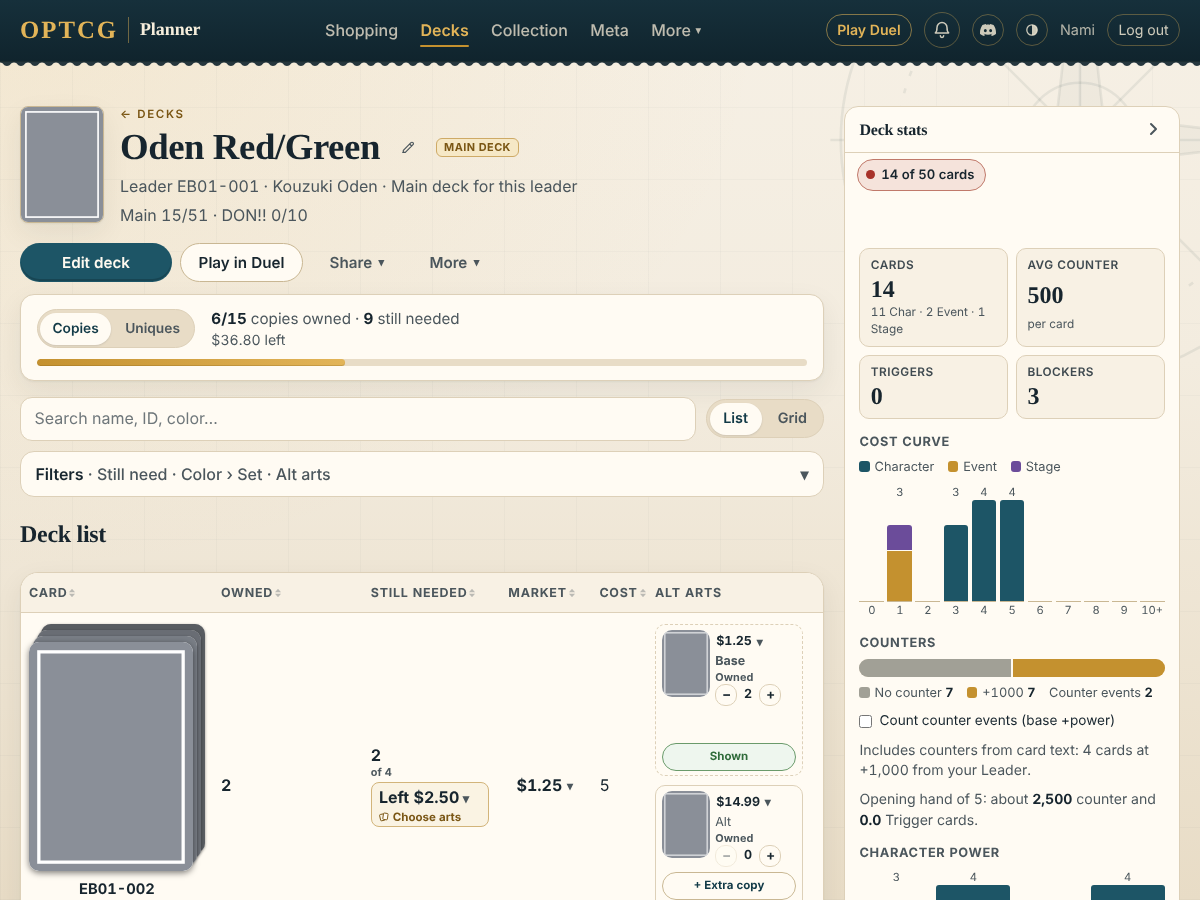 OPTCG Planner Shopping Decks Collection Meta More ▾ Play Duel Nami Log out
← DECKS
Oden Red/Green MAIN DECK
Leader EB01-001 · Kouzuki Oden · Main deck for this leader
Main 15/51 · DON!! 0/10
Edit deck Play in Duel Share ▾ More ▾
Copies Uniques
6/15 copies owned · 9 still needed
$36.80 left
Search name, ID, color…
List Grid
Filters · Still need · Color › Set · Alt arts ▾
Deck list
CARD OWNED STILL NEEDED MARKET COST ALT ARTS
EB01-002
2
2
of 4
Left $2.50 ▾
Choose arts
$1.25 ▾
5
$1.25 ▾
Base
Owned
− 2 +
Shown
$14.99 ▾
Alt
Owned
− 0 +
+ Extra copy
Deck stats
14 of 50 cards
CARDS
14
11 Char · 2 Event · 1
Stage
AVG COUNTER
500
per card
TRIGGERS
0
BLOCKERS
3
COST CURVE
Character Event Stage
3 3 4 4
0 1 2 3 4 5 6 7 8 9 10+
COUNTERS
No counter 7 +1000 7 Counter events 2
Count counter events (base +power)
Includes counters from card text: 4 cards at
+1,000 from your Leader.
Opening hand of 5: about 2,500 counter and
0.0 Trigger cards.
CHARACTER POWER
3 4 4